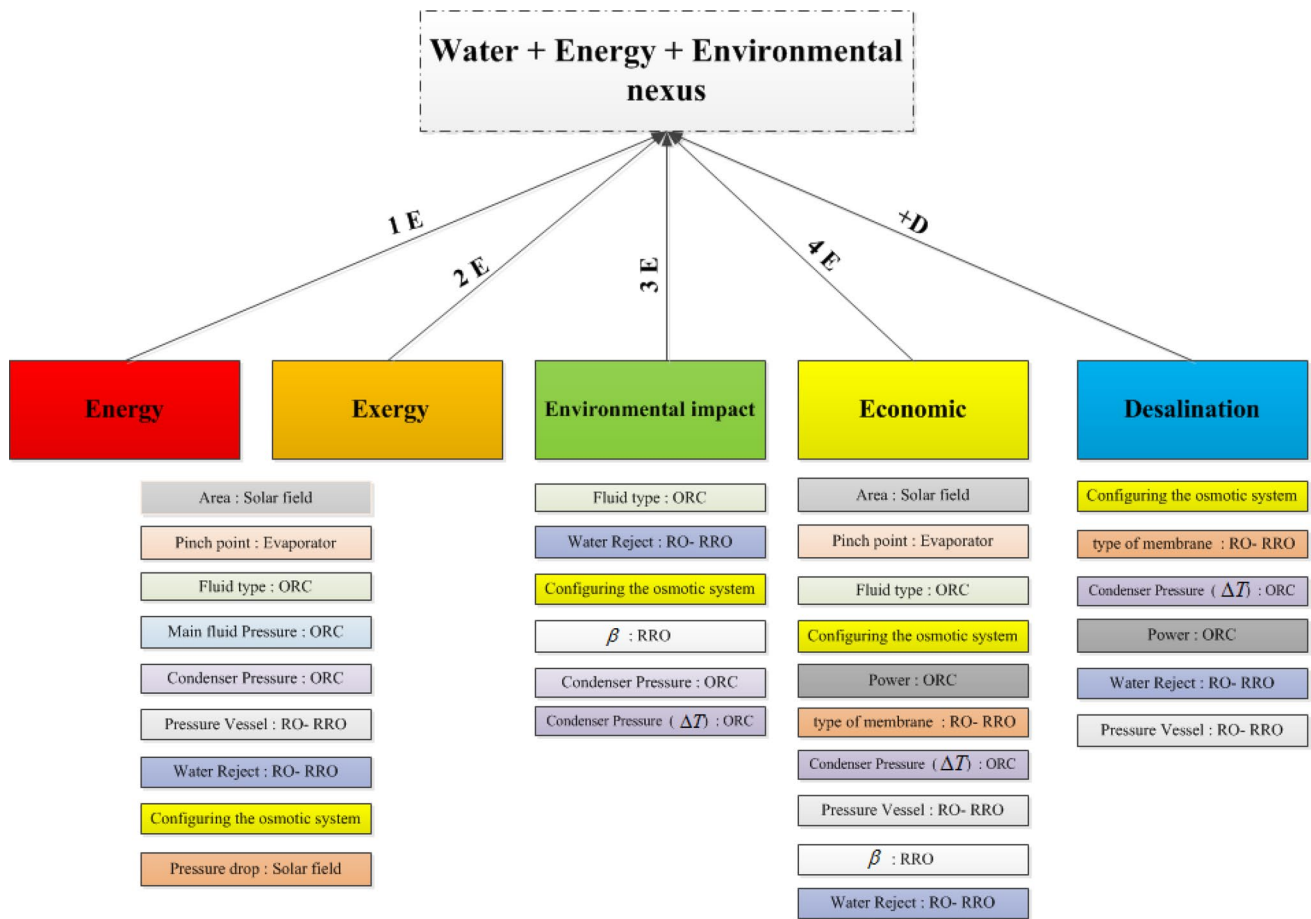 Water + Energy + Environmental
nexus
1 E
2 E
3 E
4 E
+D
Energy
Exergy
Environmental impact
Economic
Desalination
Area : Solar field
Pinch point : Evaporator
Fluid type : ORC
Main fluid Pressure : ORC
Condenser Pressure : ORC
Pressure Vessel : RO- RRO
Water Reject : RO- RRO
Configuring the osmotic system
Pressure drop : Solar field
Fluid type : ORC
Water Reject : RO- RRO
Configuring the osmotic system
β : RRO
Condenser Pressure : ORC
Condenser Pressure ( ΔT ) : ORC
Area : Solar field
Pinch point : Evaporator
Fluid type : ORC
Configuring the osmotic system
Power : ORC
type of membrane : RO- RRO
Condenser Pressure ( ΔT ) : ORC
Pressure Vessel : RO- RRO
β : RRO
Water Reject : RO- RRO
Configuring the osmotic system
type of membrane : RO- RRO
Condenser Pressure ( ΔT ) : ORC
Power : ORC
Water Reject : RO- RRO
Pressure Vessel : RO- RRO